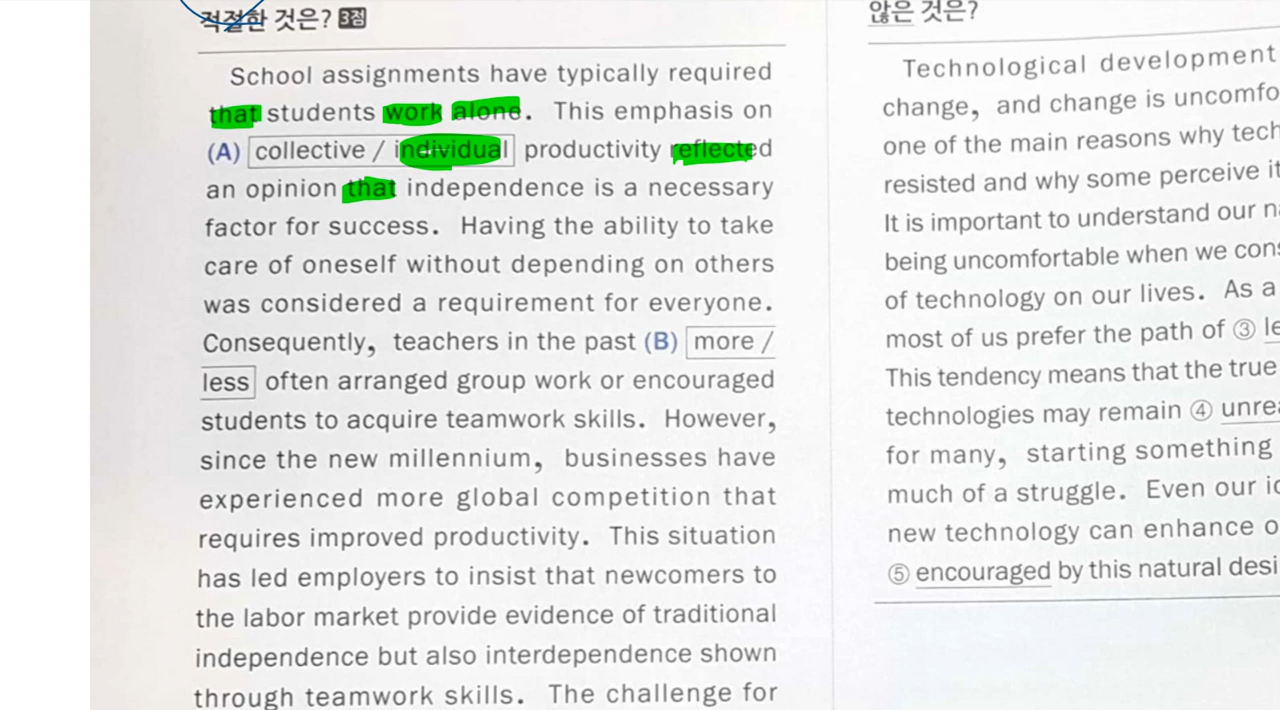 적절한 것은? 3점
School assignments have typically required
that students work alone. This emphasis on
(A) collective / individual productivity reflected
an opinion that independence is a necessary
factor for success. Having the ability to take
care of oneself without depending on others
was considered a requirement for everyone.
Consequently, teachers in the past (B) more /
less often arranged group work or encouraged
students to acquire teamwork skills. However,
since the new millennium, businesses have
experienced more global competition that
requires improved productivity. This situation
has led employers to insist that newcomers to
the labor market provide evidence of traditional
independence but also interdependence shown
through teamwork skills. The challenge for
않은 것은?
Technological development
change, and change is
one of the main reasons why
resisted and why some perceive
It is important to understand our
being uncomfortable when we
of technology on our lives. As a
most of us prefer the path of ③
This tendency means that the true
technologies may remain ④
for many, starting something
much of a struggle. Even our
new technology can enhance
⑤ encouraged by this natural